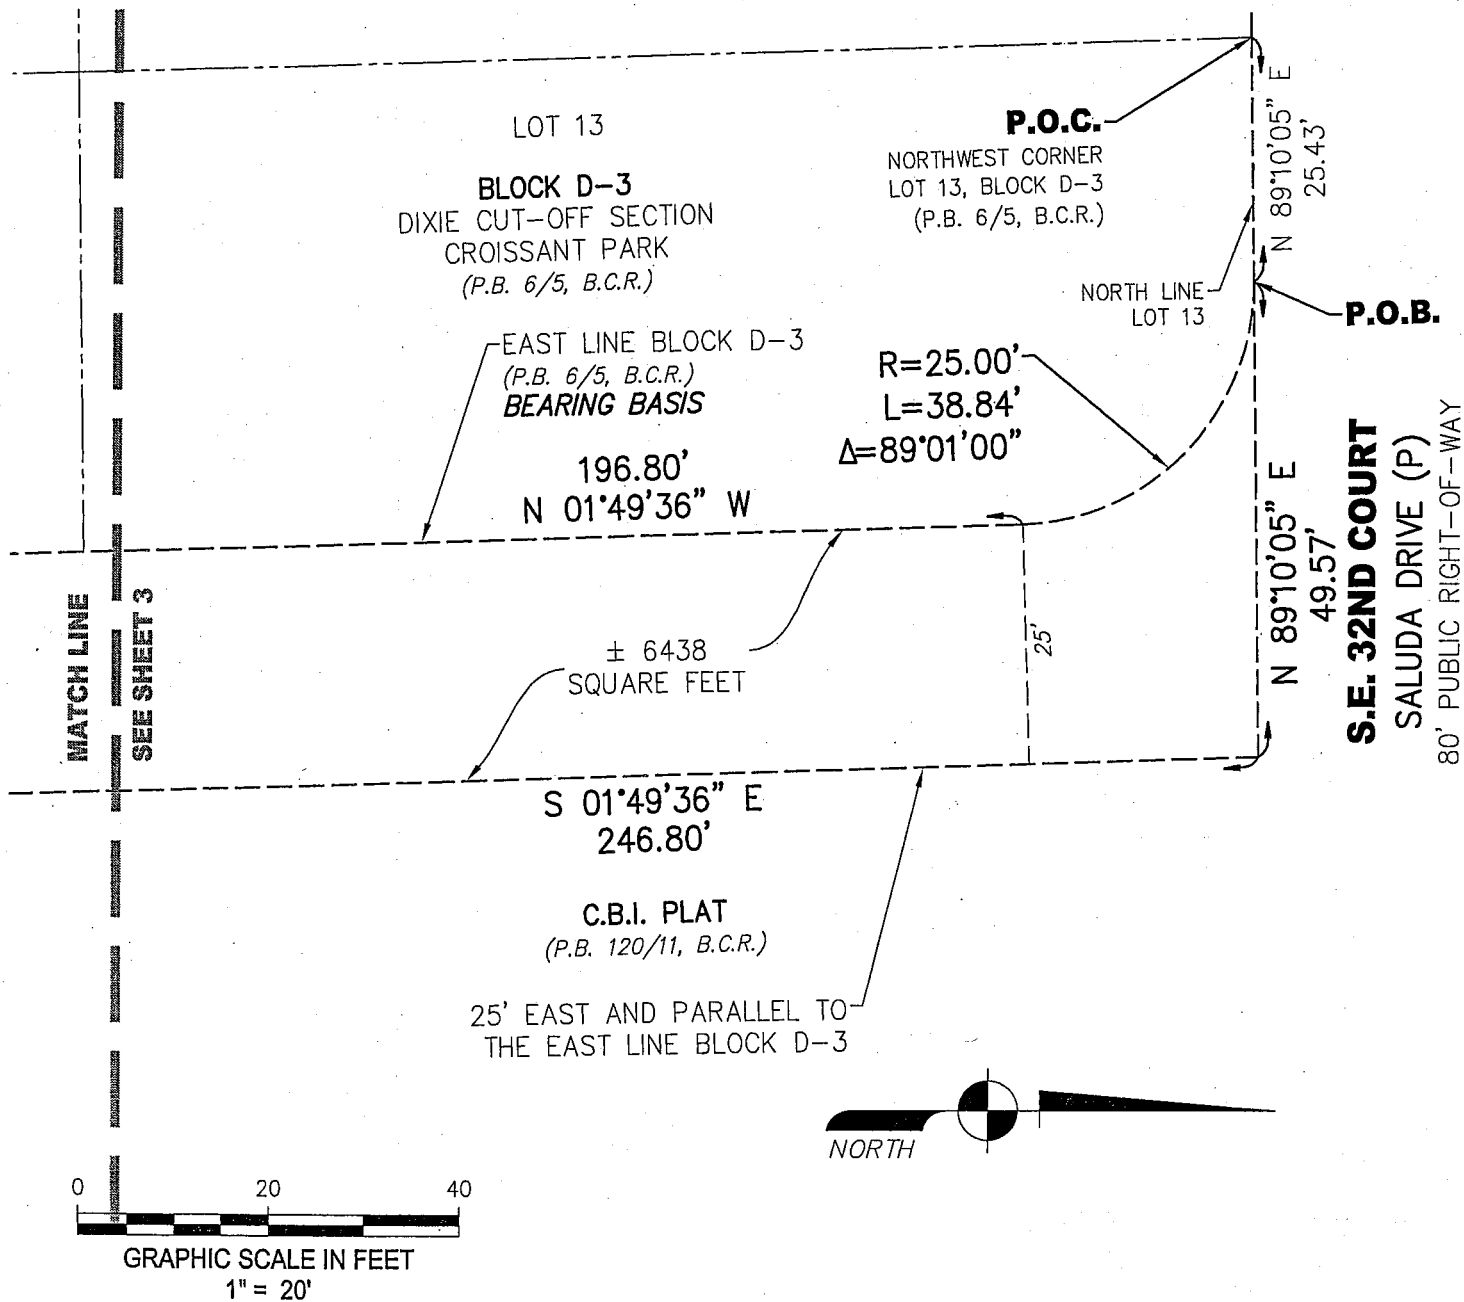 LOT 13
BLOCK D-3
DIXIE CUT-OFF SECTION
CROISSANT PARK
(P.B. 6/5, B.C.R.)
P.O.C.
NORTHWEST CORNER
LOT 13, BLOCK D-3
(P.B. 6/5, B.C.R.)
N 89°10'05" E
25.43'
NORTH LINE
LOT 13
P.O.B.
EAST LINE BLOCK D-3
(P.B. 6/5, B.C.R.)
BEARING BASIS
196.80'
N 01°49'36" W
R=25.00'
L=38.84'
Δ=89°01'00"
N 89°10'05" E
49.57'
S.E. 32ND COURT
SALUDA DRIVE (P)
80' PUBLIC RIGHT-OF-WAY
MATCH LINE
SEE SHEET 3
± 6438
SQUARE FEET
25'
S 01°49'36" E
246.80'
C.B.I. PLAT
(P.B. 120/11, B.C.R.)
25' EAST AND PARALLEL TO
THE EAST LINE BLOCK D-3
NORTH
0 20 40
GRAPHIC SCALE IN FEET
1" = 20'